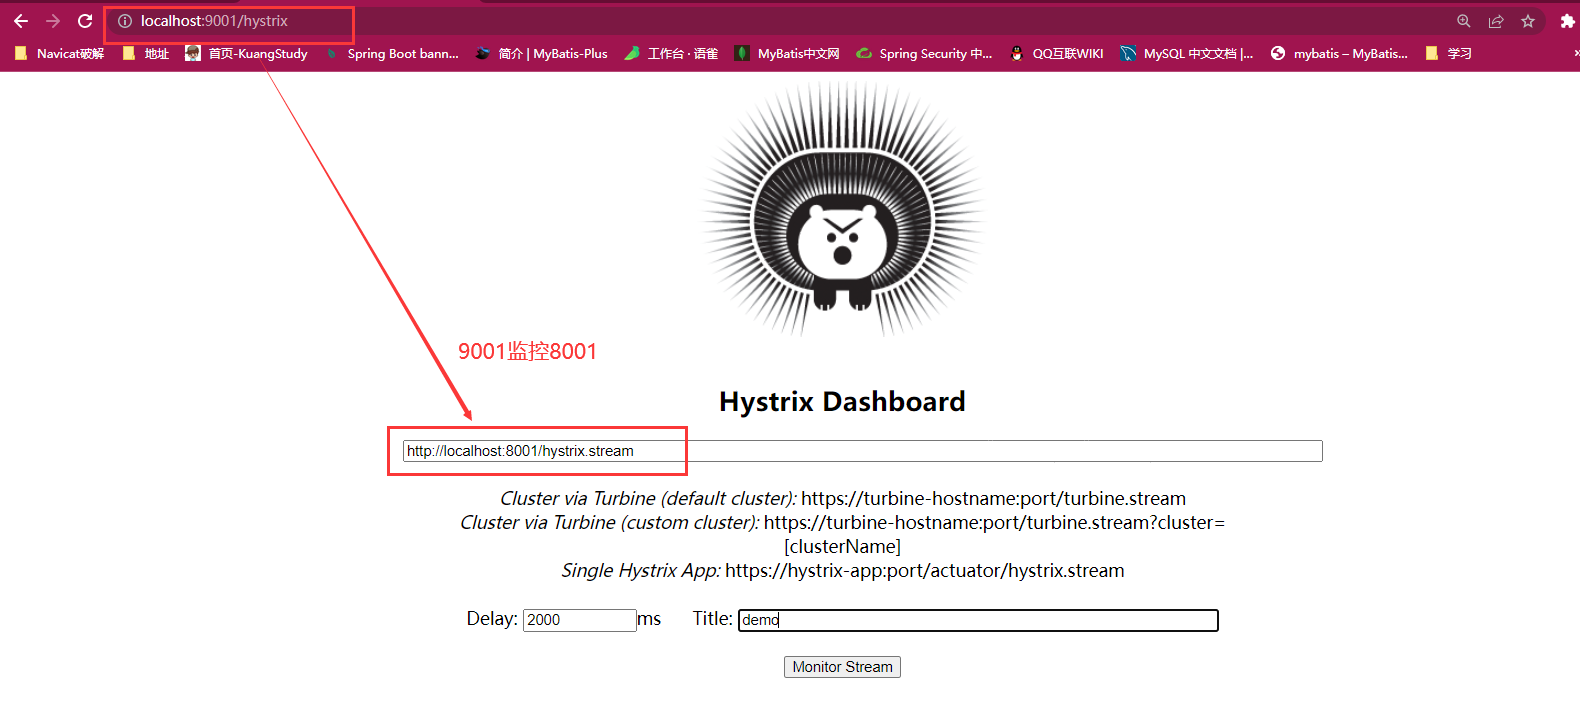 localhost:9001/hystrix
Navicat破解 地址 首页-KuangStudy Spring Boot bann... 简介 | MyBatis-Plus 工作台 · 语雀 MyBatis中文网 Spring Security 中... QQ互联WIKI MySQL 中文文档 |... mybatis – MyBatis... 学习
9001监控8001
Hystrix Dashboard
http://localhost:8001/hystrix.stream
Cluster via Turbine (default cluster): https://turbine-hostname:port/turbine.stream
Cluster via Turbine (custom cluster): https://turbine-hostname:port/turbine.stream?cluster=
[clusterName]
Single Hystrix App: https://hystrix-app:port/actuator/hystrix.stream
Delay: 2000 ms Title: demo
Monitor Stream